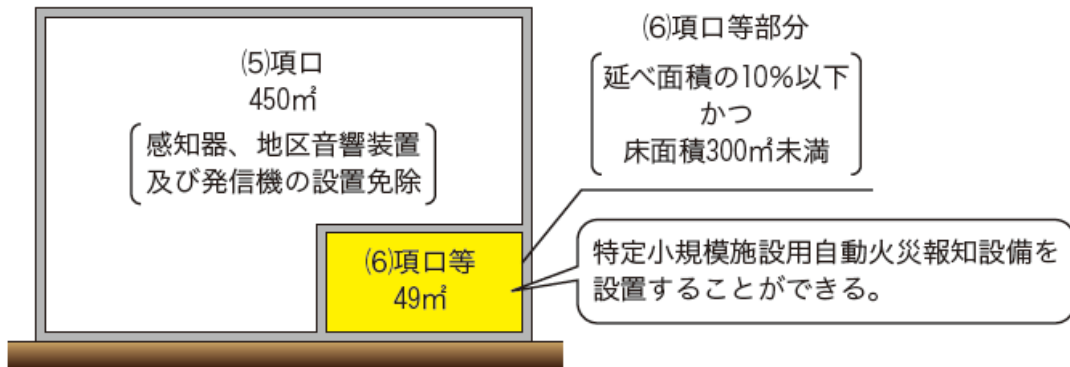 ⑸項ロ
450㎡
感知器、地区音響装置
及び発信機の設置免除
⑹項ロ等
49㎡
⑹項ロ等部分
延べ面積の10%以下
かつ
床面積300㎡未満
特定小規模施設用自動火災報知設備を
設置することができる。